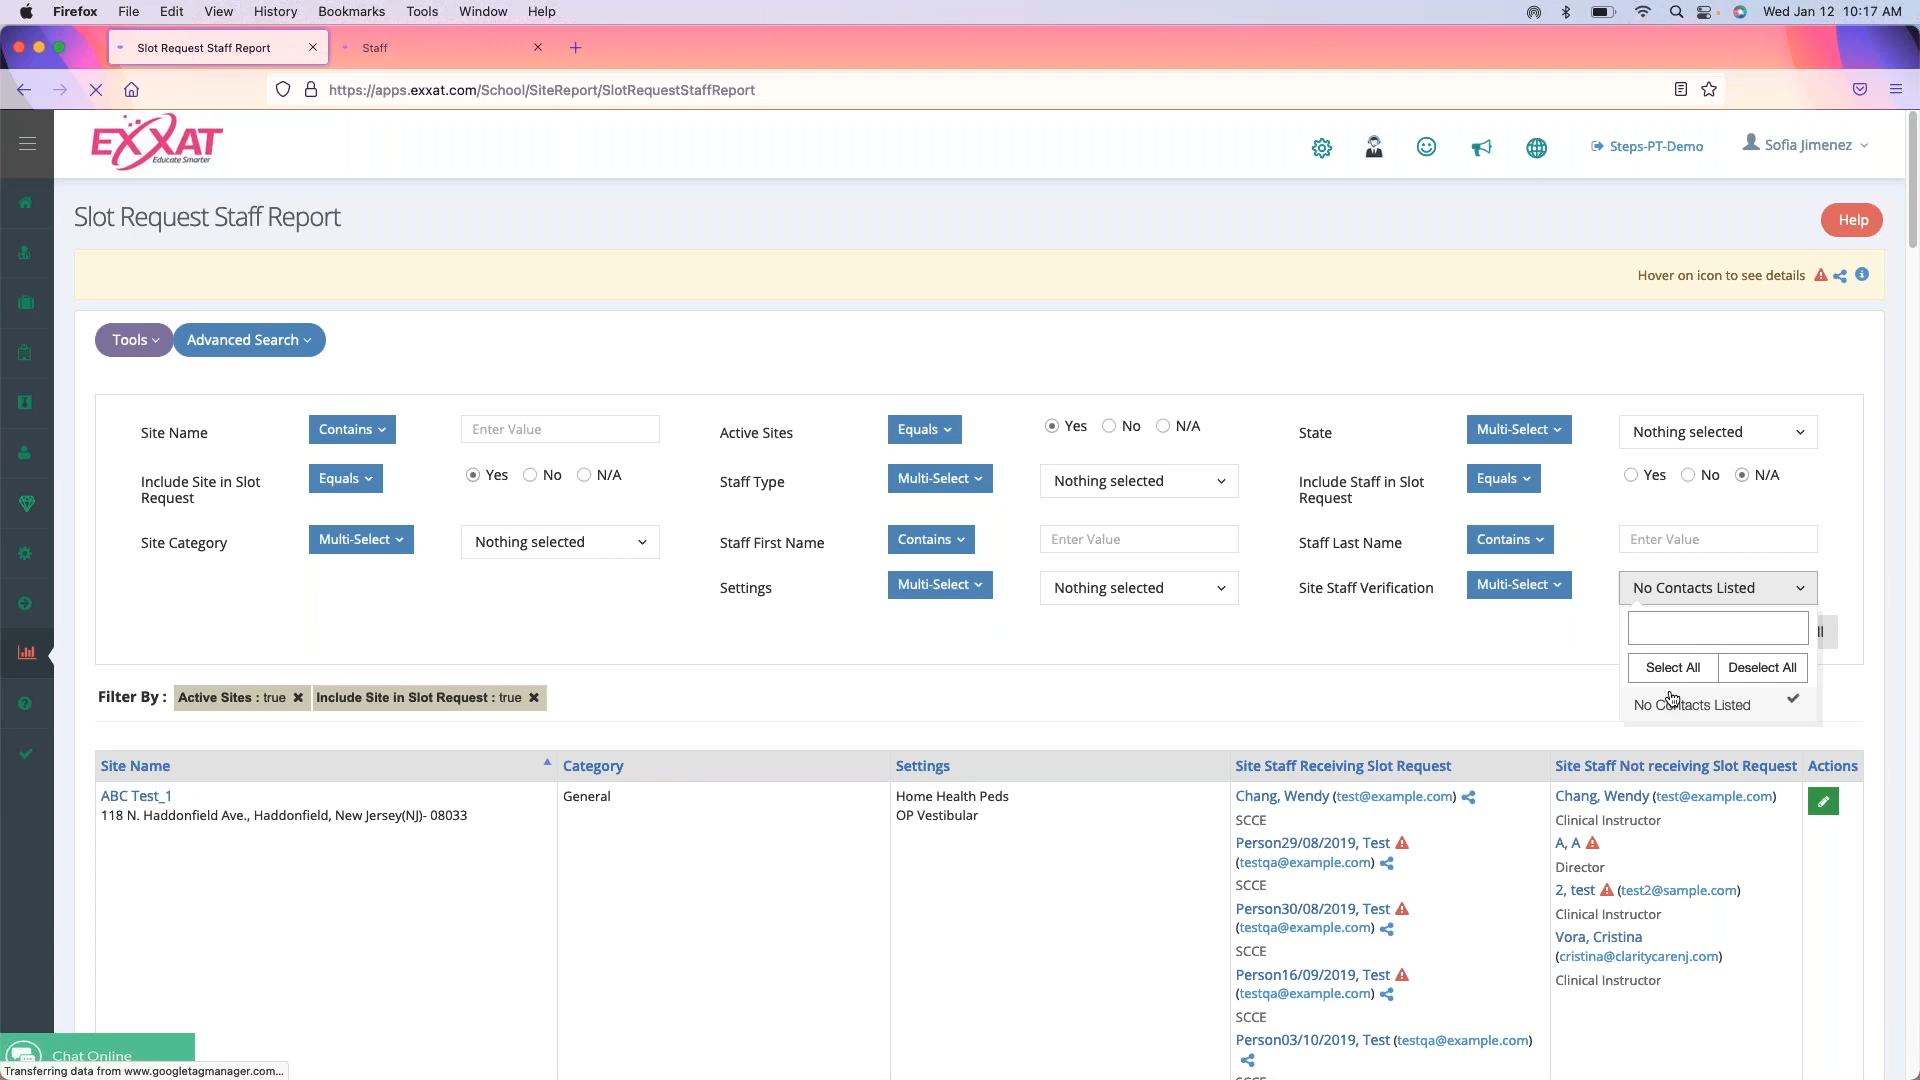 Firefox File Edit View History Bookmarks Tools Window Help Wed Jan 12 10:17 AM
Slot Request Staff Report Staff
https://apps.exxat.com/School/SiteReport/SlotRequestStaffReport
EXXAT
Educate Smarter
Steps-PT-Demo Sofia Jimenez
Slot Request Staff Report Help
Hover on icon to see details
Tools Advanced Search
Site Name Contains Enter Value Active Sites Equals Yes No N/A State Multi-Select Nothing selected
Include Site in Slot Request Equals Yes No N/A Staff Type Multi-Select Nothing selected Include Staff in Slot Request Equals Yes No N/A
Site Category Multi-Select Nothing selected Staff First Name Contains Enter Value Staff Last Name Contains Enter Value
Settings Multi-Select Nothing selected Site Staff Verification Multi-Select No Contacts Listed
Select All Deselect All
No Contacts Listed
Filter By : Active Sites : true Include Site in Slot Request : true
Site Name Category Settings Site Staff Receiving Slot Request Site Staff Not receiving Slot Request Actions
ABC Test_1 General Home Health Peds Chang, Wendy (test@example.com) Chang, Wendy (test@example.com)
118 N. Haddonfield Ave., Haddonfield, New Jersey(NJ)- 08033 OP Vestibular SCCE Clinical Instructor
Person29/08/2019, Test A, A
(testqa@example.com) Director
SCCE 2, test (test2@sample.com)
Person30/08/2019, Test Clinical Instructor
(testqa@example.com) Vora, Cristina
SCCE (cristina@claritycarenj.com)
Person16/09/2019, Test Clinical Instructor
(testqa@example.com)
SCCE
Person03/10/2019, Test (testqa@example.com)
Chat Online
Transferring data from www.googletagmanager.com...